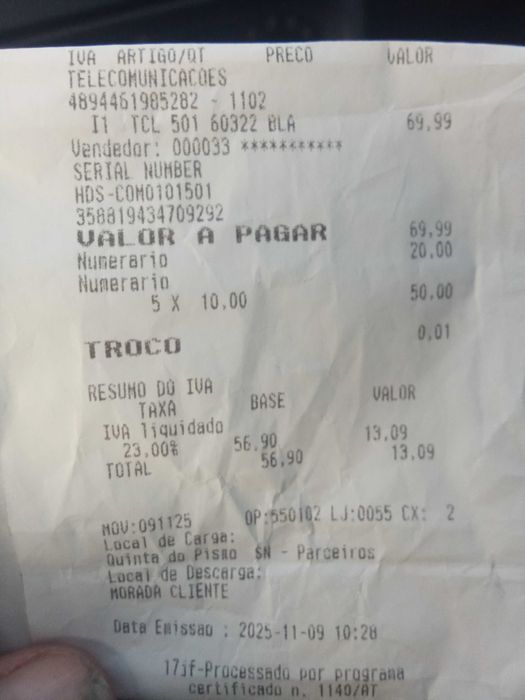 IVA ARTIGO/QT PRECO VALOR
TELECOMUNICACOES
4894461985282 - 1102
I1 TCL 501 60322 BLA 69,99
Vendedor: 000033 ***********
SERIAL NUMBER
HDS-COM0101501
358819434709292
VALOR A PAGAR 69,99
Numerario 20,00
Numerario
5 X 10,00 50,00
TROCO 0,01
RESUMO DO IVA
TAXA BASE VALOR
IVA liquidado
23,00% 56,90 13,09
TOTAL 56,90 13,09
MOV:091125 OP:550102 LJ:0055 CX: 2
Local de Carga:
Quinta do Pismo SN - Parceiros
Local de Descarga:
MORADA CLIENTE
Data Emissao : 2025-11-09 10:28
17jf-Processado por programa
certificado n. 1140/AT